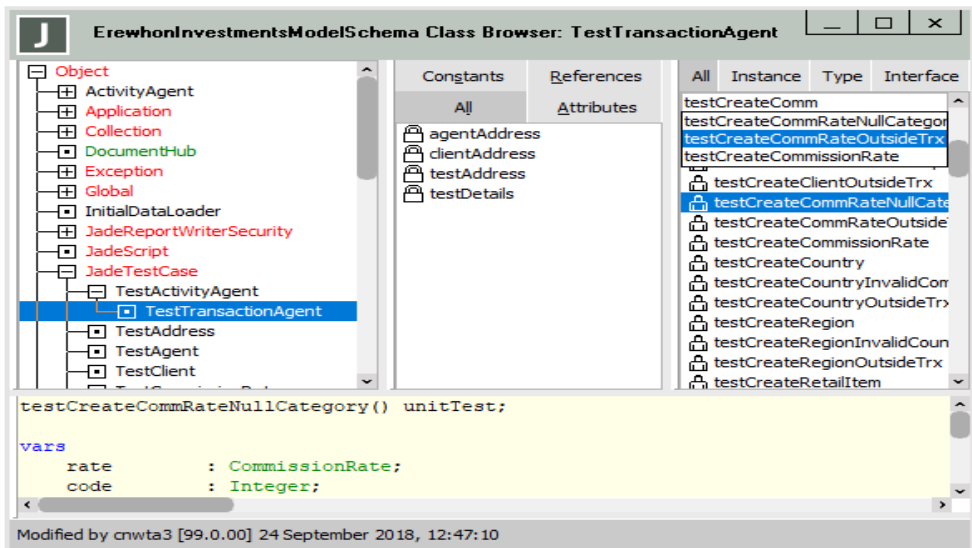 J
ErewhonInvestmentsModelSchema Class Browser: TestTransactionAgent
Object
ActivityAgent
Application
Collection
DocumentHub
Exception
Global
InitialDataLoader
JadeReportWriterSecurity
JadeScript
JadeTestCase
TestActivityAgent
TestTransactionAgent
TestAddress
TestAgent
TestClient
Constants References
All Attributes
agentAddress
clientAddress
testAddress
testDetails
All Instance Type Interface
testCreateComm
testCreateCommRateNullCategor
testCreateCommRateOutsideTrx
testCreateCommissionRate
testCreateClientOutsideTrx
testCreateCommRateNullCate
testCreateCommRateOutside
testCreateCommissionRate
testCreateCountry
testCreateCountryInvalidCom
testCreateCountryOutsideTrx
testCreateRegion
testCreateRegionInvalidCoun
testCreateRegionOutsideTrx
testCreateRetailItem
testCreateCommRateNullCategory() unitTest;
vars
rate : CommissionRate;
code : Integer;
Modified by cnwta3 [99.0.00] 24 September 2018, 12:47:10